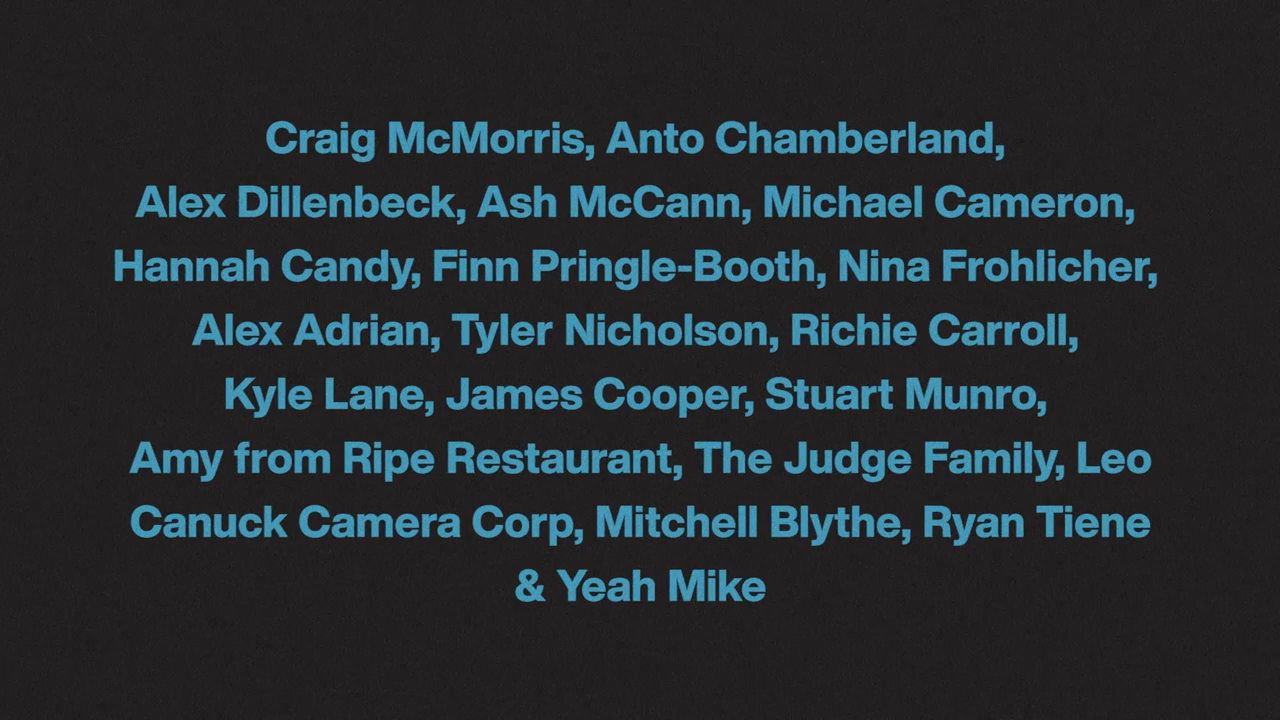 Craig McMorris, Anto Chamberland,
Alex Dillenbeck, Ash McCann, Michael Cameron,
Hannah Candy, Finn Pringle-Booth, Nina Frohlicher,
Alex Adrian, Tyler Nicholson, Richie Carroll,
Kyle Lane, James Cooper, Stuart Munro,
Amy from Ripe Restaurant, The Judge Family, Leo
Canuck Camera Corp, Mitchell Blythe, Ryan Tiene
& Yeah Mike